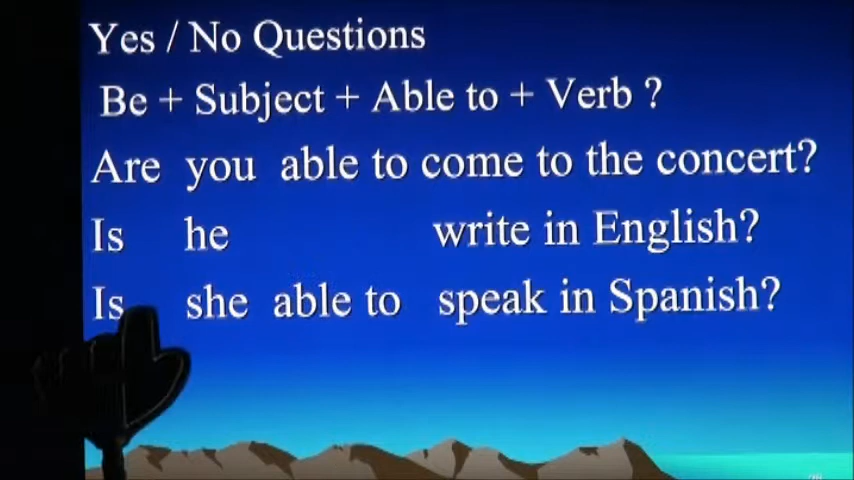 Yes / No Questions
Be + Subject + Able to + Verb ?
Are you able to come to the concert?
Is he write in English?
Is she able to speak in Spanish?